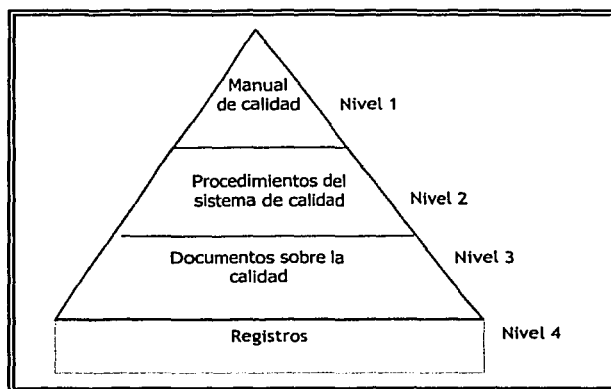 Manual
de calidad
Nivel 1
Procedimientos del
sistema de calidad
Nivel 2
Documentos sobre la
calidad
Nivel 3
Registros
Nivel 4